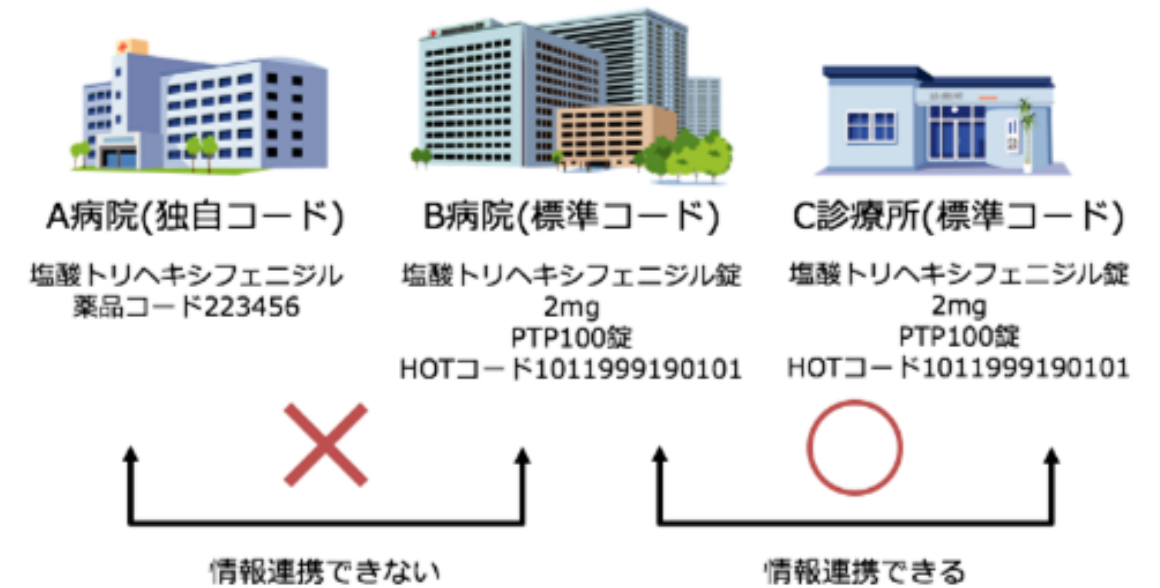 A病院(独自コード)
塩酸トリヘキシフェニジル
薬品コード223456
B病院(標準コード)
塩酸トリヘキシフェニジル錠
2mg
PTP100錠
HOTコード1011999190101
C診療所(標準コード)
塩酸トリヘキシフェニジル錠
2mg
PTP100錠
HOTコード1011999190101
情報連携できない
情報連携できる